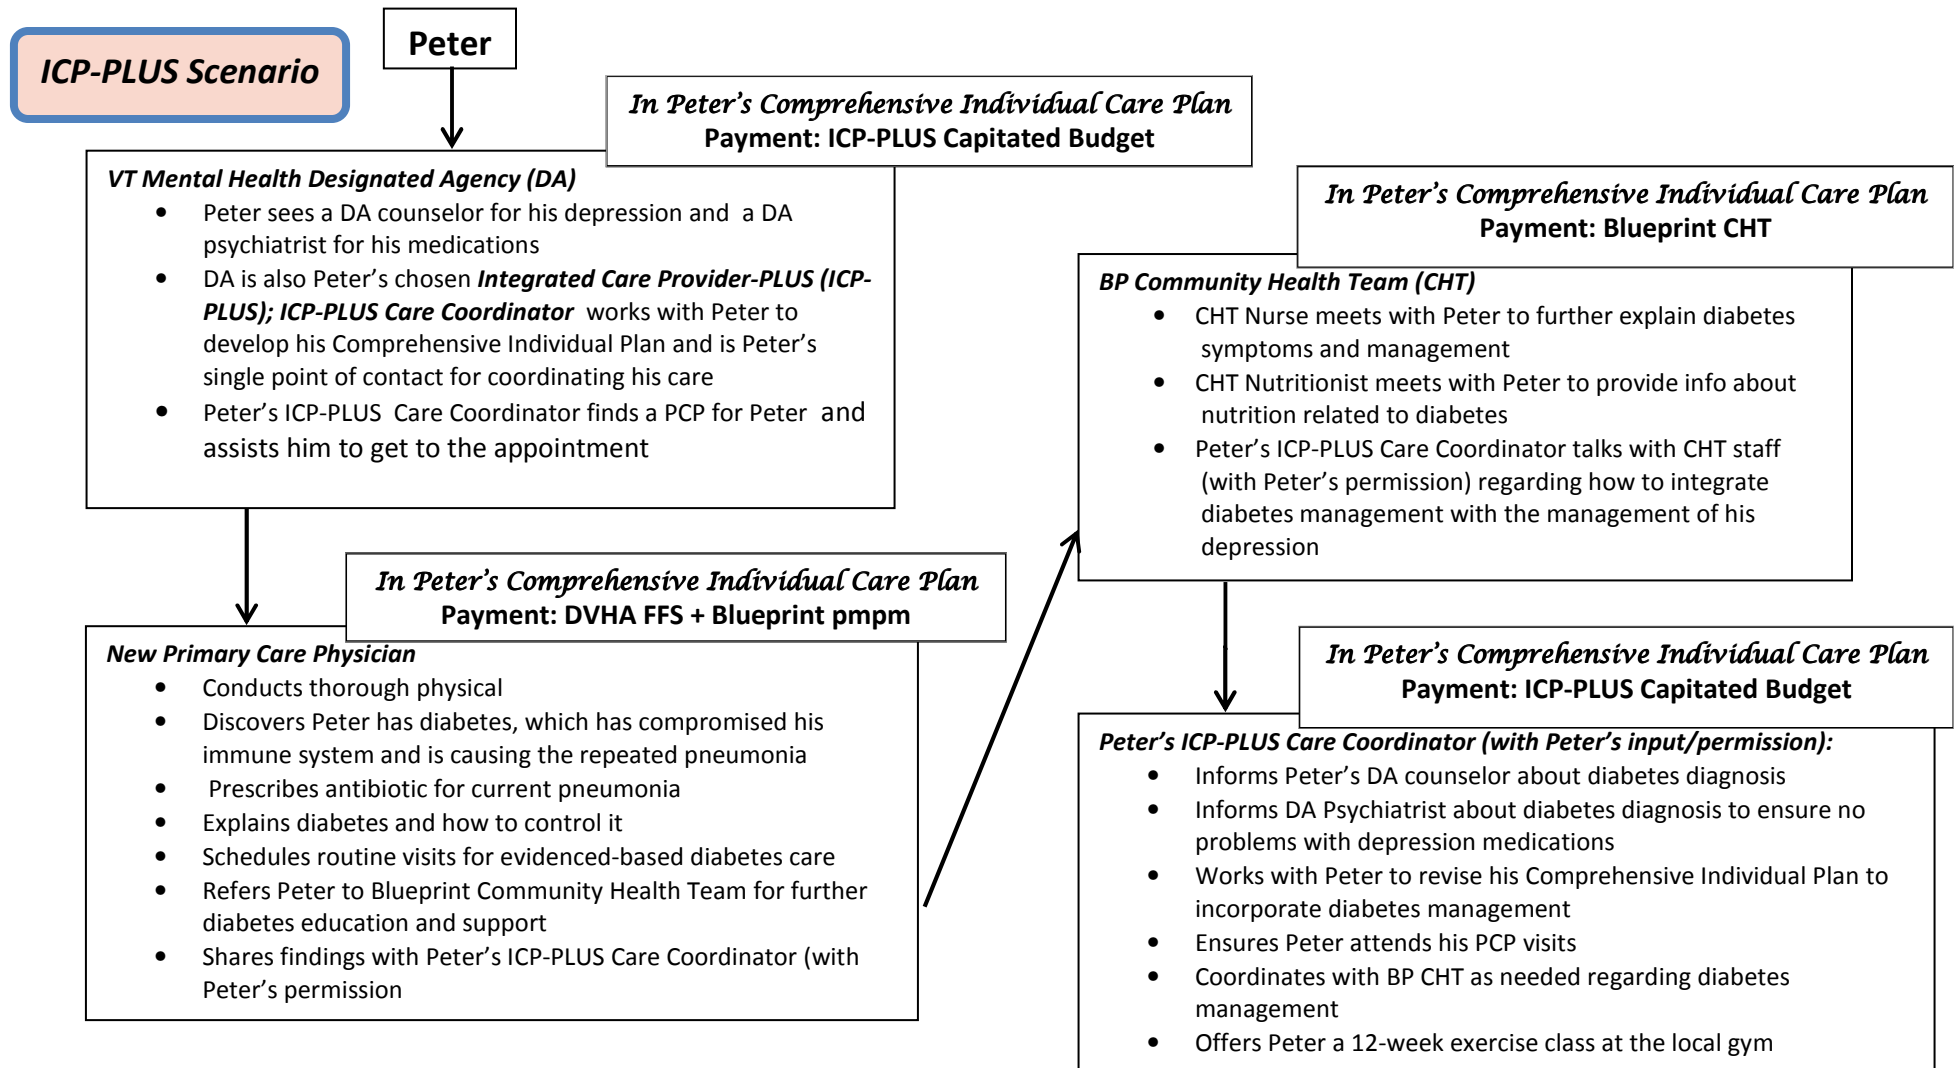 ICP-PLUS Scenario
Peter
In Peter's Comprehensive Individual Care Plan
Payment: ICP-PLUS Capitated Budget
VT Mental Health Designated Agency (DA)
• Peter sees a DA counselor for his depression and a DA
psychiatrist for his medications
• DA is also Peter's chosen Integrated Care Provider-PLUS (ICP-
PLUS); ICP-PLUS Care Coordinator works with Peter to
develop his Comprehensive Individual Plan and is Peter's
single point of contact for coordinating his care
• Peter's ICP-PLUS Care Coordinator finds a PCP for Peter and
assists him to get to the appointment
In Peter's Comprehensive Individual Care Plan
Payment: DVHA FFS + Blueprint pmpm
New Primary Care Physician
• Conducts thorough physical
• Discovers Peter has diabetes, which has compromised his
immune system and is causing the repeated pneumonia
• Prescribes antibiotic for current pneumonia
• Explains diabetes and how to control it
• Schedules routine visits for evidenced-based diabetes care
• Refers Peter to Blueprint Community Health Team for further
diabetes education and support
• Shares findings with Peter's ICP-PLUS Care Coordinator (with
Peter's permission
In Peter's Comprehensive Individual Care Plan
Payment: Blueprint CHT
BP Community Health Team (CHT)
• CHT Nurse meets with Peter to further explain diabetes
symptoms and management
• CHT Nutritionist meets with Peter to provide info about
nutrition related to diabetes
• Peter's ICP-PLUS Care Coordinator talks with CHT staff
(with Peter's permission) regarding how to integrate
diabetes management with the management of his
depression
In Peter's Comprehensive Individual Care Plan
Payment: ICP-PLUS Capitated Budget
Peter's ICP-PLUS Care Coordinator (with Peter's input/permission):
• Informs Peter's DA counselor about diabetes diagnosis
• Informs DA Psychiatrist about diabetes diagnosis to ensure no
problems with depression medications
• Works with Peter to revise his Comprehensive Individual Plan to
incorporate diabetes management
• Ensures Peter attends his PCP visits
• Coordinates with BP CHT as needed regarding diabetes
management
• Offers Peter a 12-week exercise class at the local gym